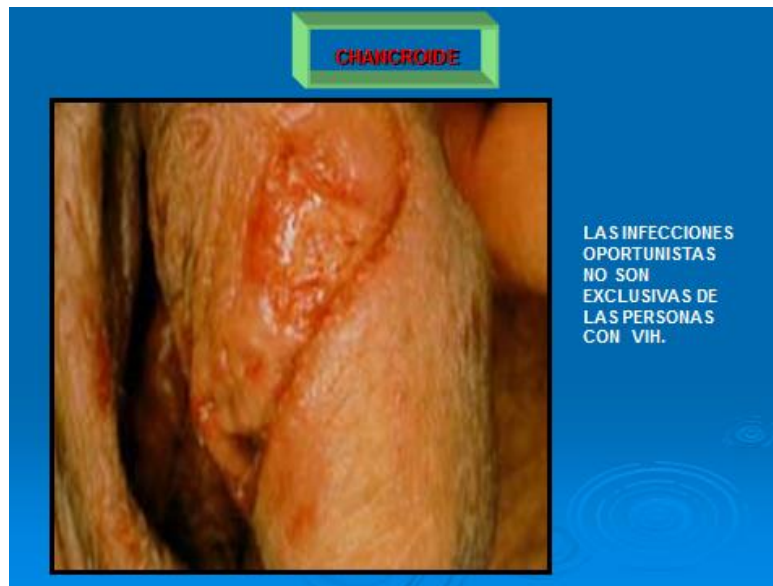 CHANCROIDE
LAS INFECCIONES
OPORTUNISTAS
NO SON
EXCLUSIVAS DE
LAS PERSONAS
CON VIH.